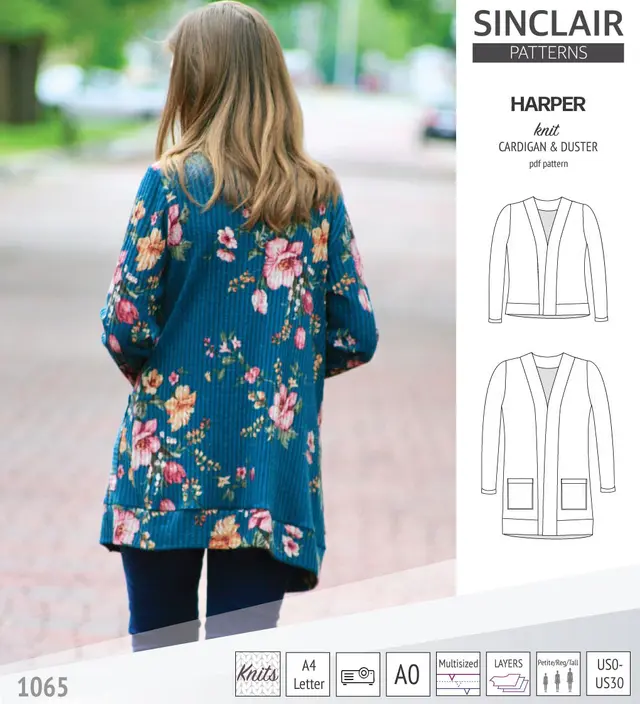 SINCLAIR
PATTERNS
HARPER
knit
CARDIGAN & DUSTER
pdf pattern
1065
Knits
A4
Letter
A0
Multisized
LAYERS
Petite/Reg/Tall
US0-
US30